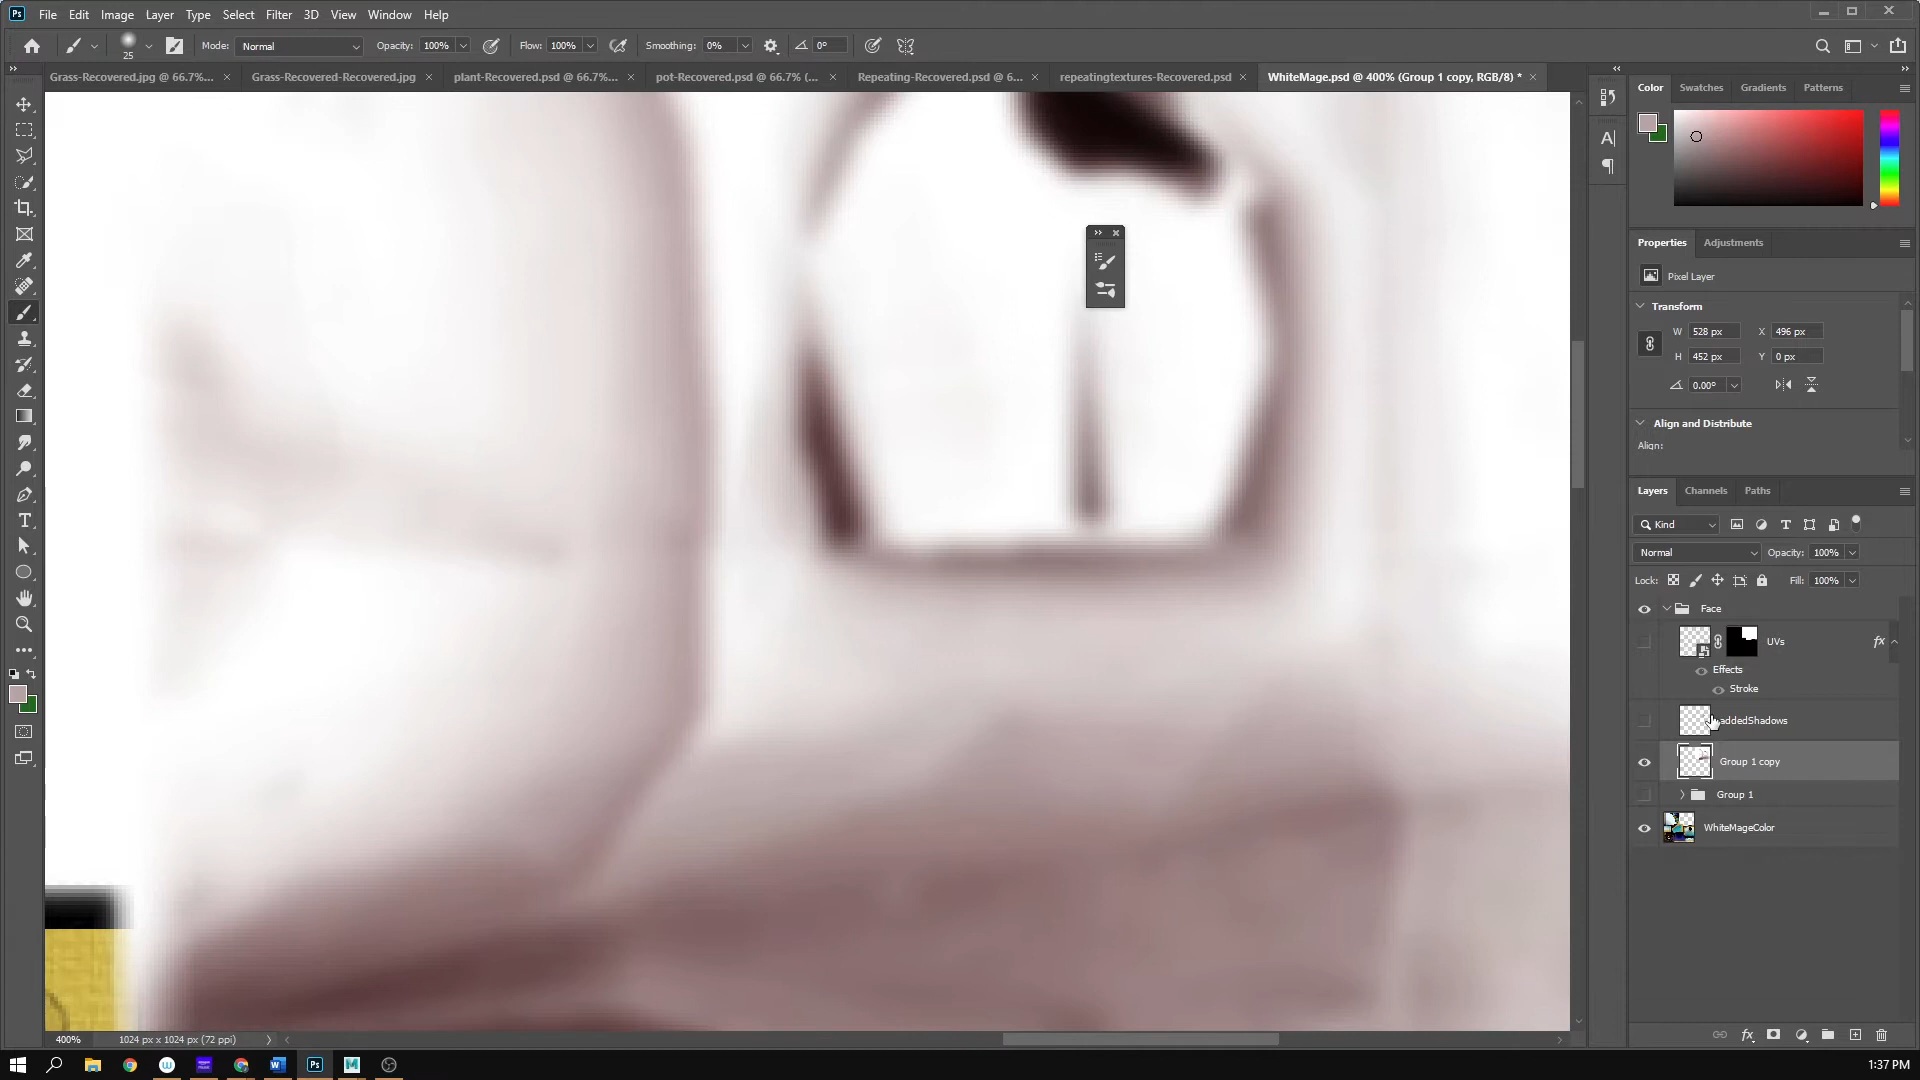 Ps File Edit Image Layer Type Select Filter 3D View Window Help
25 Mode: Normal Opacity: 100% Flow: 100% Smoothing: 0% 0°
Grass-Recovered.jpg @ 66.7%... Grass-Recovered-Recovered.jpg plant-Recovered.psd @ 66.7%... pot-Recovered.psd @ 66.7% (... Repeating-Recovered.psd @ 6... repeatingtextures-Recovered.psd WhiteMage.psd @ 400% (Group 1 copy, RGB/8) *
Color Swatches Gradients Patterns
Properties Adjustments
Pixel Layer
Transform
W 528 px X 496 px
H 452 px Y 0 px
0.00°
Align and Distribute
Align:
Layers Channels Paths
Kind
Normal Opacity: 100%
Lock: Fill: 100%
Face
UVs fx
Effects
Stroke
addedShadows
Group 1 copy
Group 1
WhiteMageColor
400% 1024 px x 1024 px (72 ppi)
fx
1:37 PM